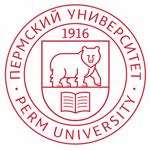 ПЕРМСКИЙ УНИВЕРСИТЕТ
1916
PERM UNIVERSITY